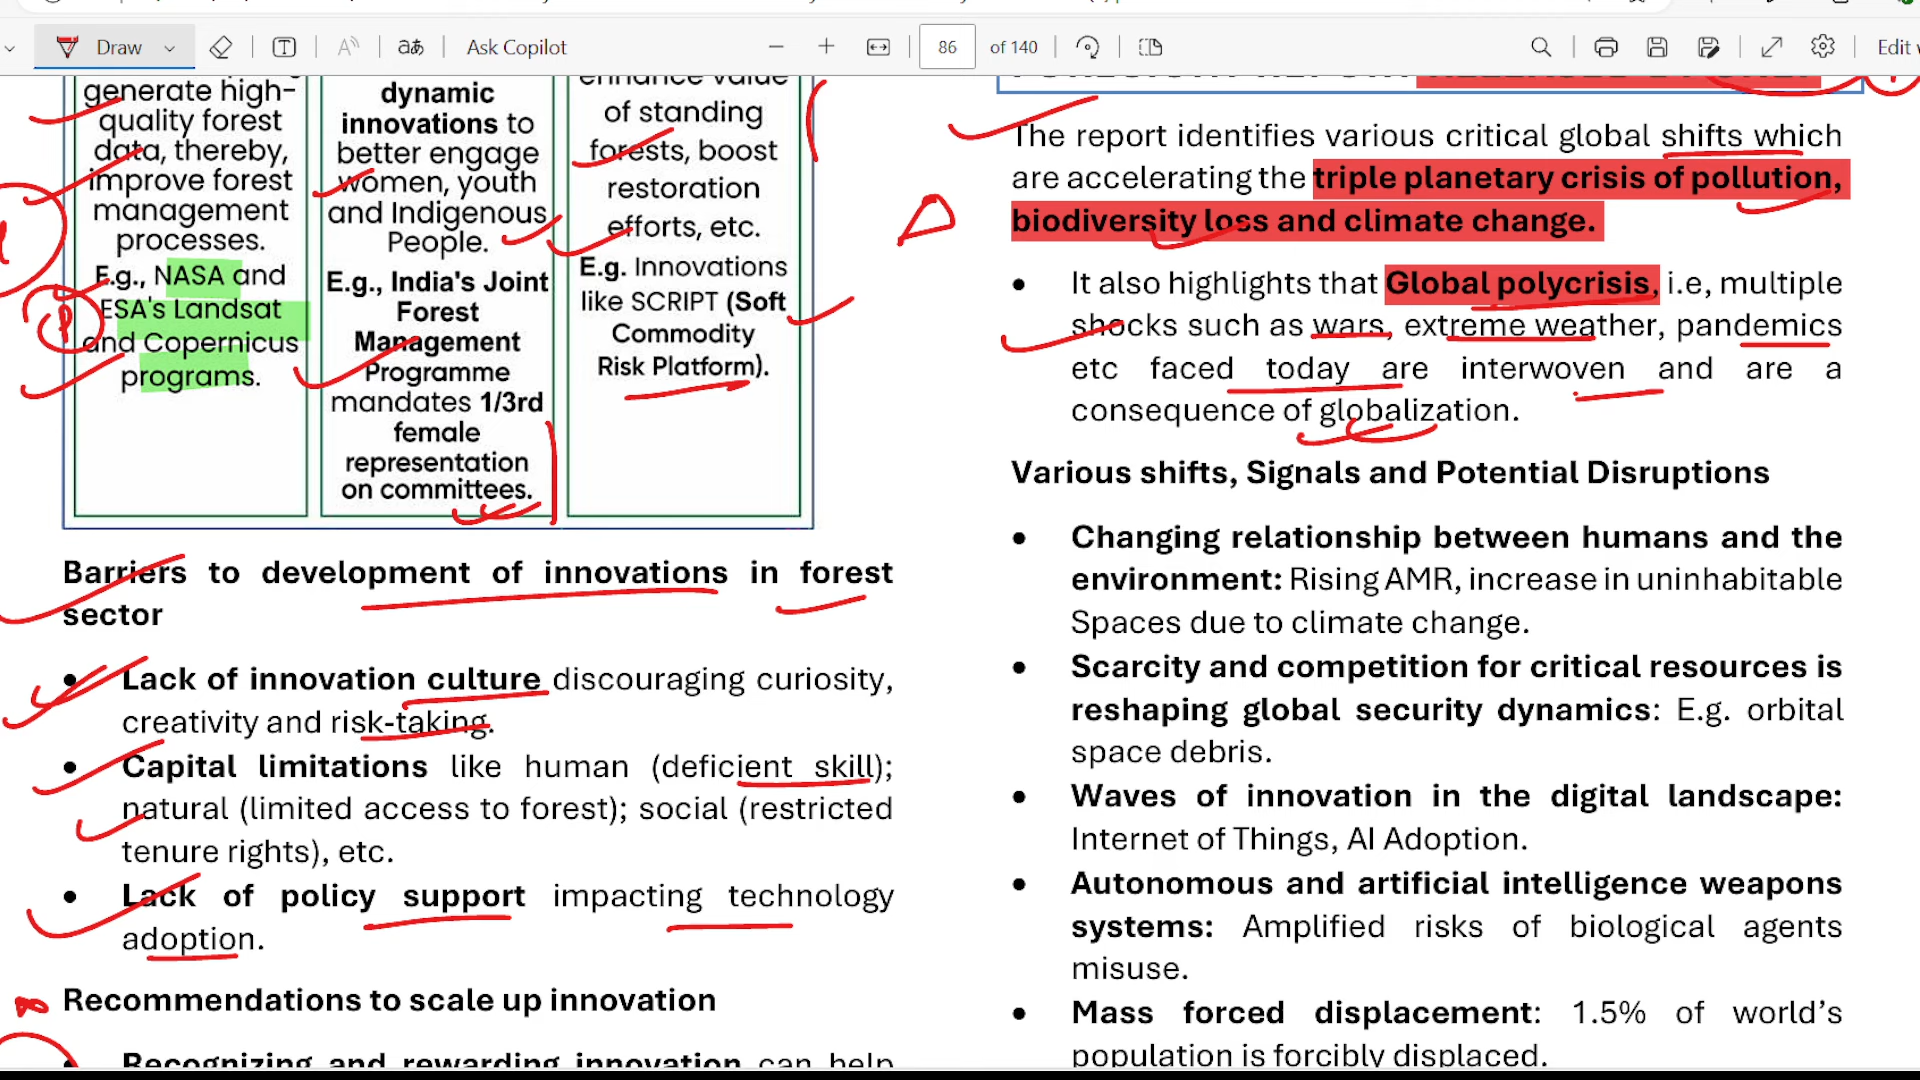 Draw
Ask Copilot
86 of 140
Edit
generate high-
quality forest
data, thereby,
improve forest
management
processes.
E.g., NASA and
ESA's Landsat
and Copernicus
programs.
dynamic
innovations to
better engage
women, youth
and Indigenous
People.
E.g., India's Joint
Forest
Management
Programme
mandates 1/3rd
female
representation
on committees.
enhance value
of standing
forests, boost
restoration
efforts, etc.
E.g. Innovations
like SCRIPT (Soft
Commodity
Risk Platform).
Barriers to development of innovations in forest
sector
• Lack of innovation culture discouraging curiosity,
creativity and risk-taking.
• Capital limitations like human (deficient skill);
natural (limited access to forest); social (restricted
tenure rights), etc.
• Lack of policy support impacting technology
adoption.
Recommendations to scale up innovation
Recognizing and rewarding innovation can help
The report identifies various critical global shifts which
are accelerating the triple planetary crisis of pollution,
biodiversity loss and climate change.
• It also highlights that Global polycrisis, i.e, multiple
shocks such as wars, extreme weather, pandemics
etc faced today are interwoven and are a
consequence of globalization.
Various shifts, Signals and Potential Disruptions
• Changing relationship between humans and the
environment: Rising AMR, increase in uninhabitable
Spaces due to climate change.
• Scarcity and competition for critical resources is
reshaping global security dynamics: E.g. orbital
space debris.
• Waves of innovation in the digital landscape:
Internet of Things, AI Adoption.
• Autonomous and artificial intelligence weapons
systems: Amplified risks of biological agents
misuse.
• Mass forced displacement: 1.5% of world's
population is forcibly displaced.